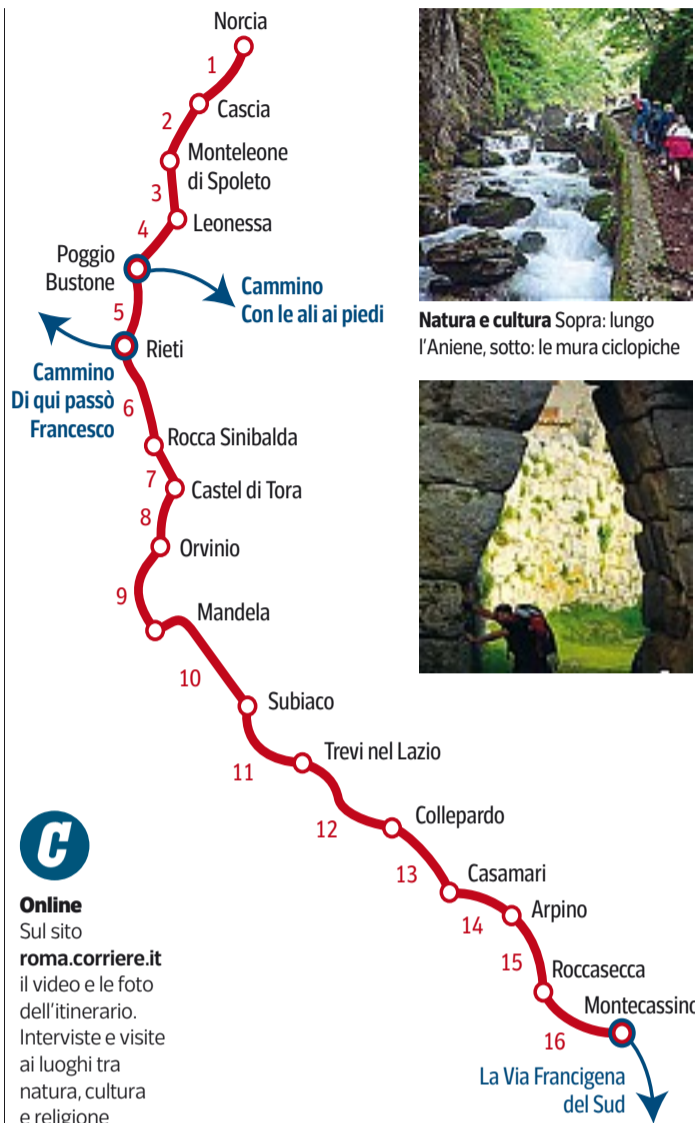 Norcia
1
Cascia
2
Monteleone
di Spoleto
3
Leonessa
4
Poggio
Bustone
Cammino
Con le ali ai piedi
5
Rieti
Cammino
Di qui passò
Francesco
6
Rocca Sinibalda
7
Castel di Tora
8
Orvinio
9
Mandela
10
Subiaco
11
Trevi nel Lazio
12
Collepardo
13
Casamari
14
Arpino
15
Roccasecca
Montecassino
16
La Via Francigena
del Sud
Natura e cultura Sopra: lungo
l'Aniene, sotto: le mura ciclopiche
C
Online
Sul sito
roma.corriere.it
il video e le foto
dell'itinerario.
Interviste e visite
ai luoghi tra
natura, cultura
e religione